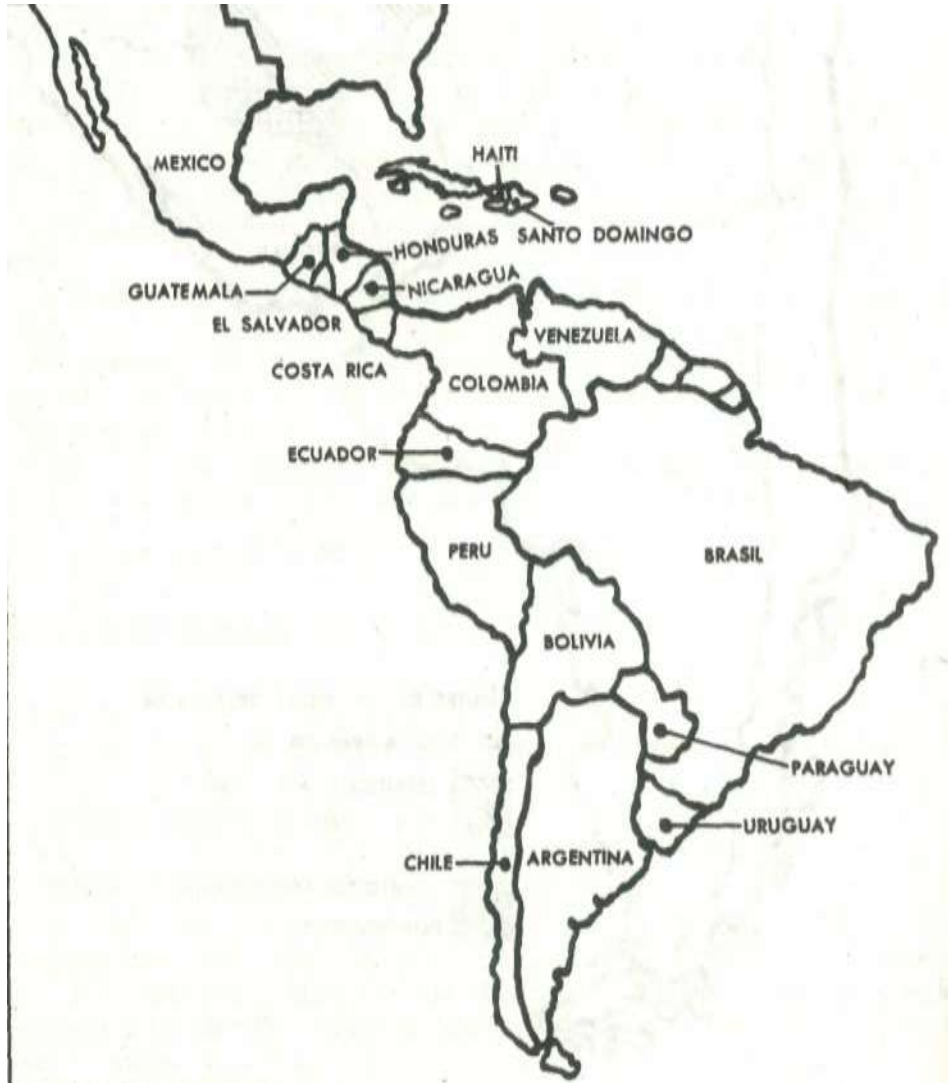 HAITI
MEXICO
HONDURAS
SANTO DOMINGO
NICARAGUA
GUATEMALA
EL SALVADOR
VENEZUELA
COSTA RICA
COLOMBIA
ECUADOR
PERU
BRASIL
BOLIVIA
PARAGUAY
URUGUAY
CHILE
ARGENTINA